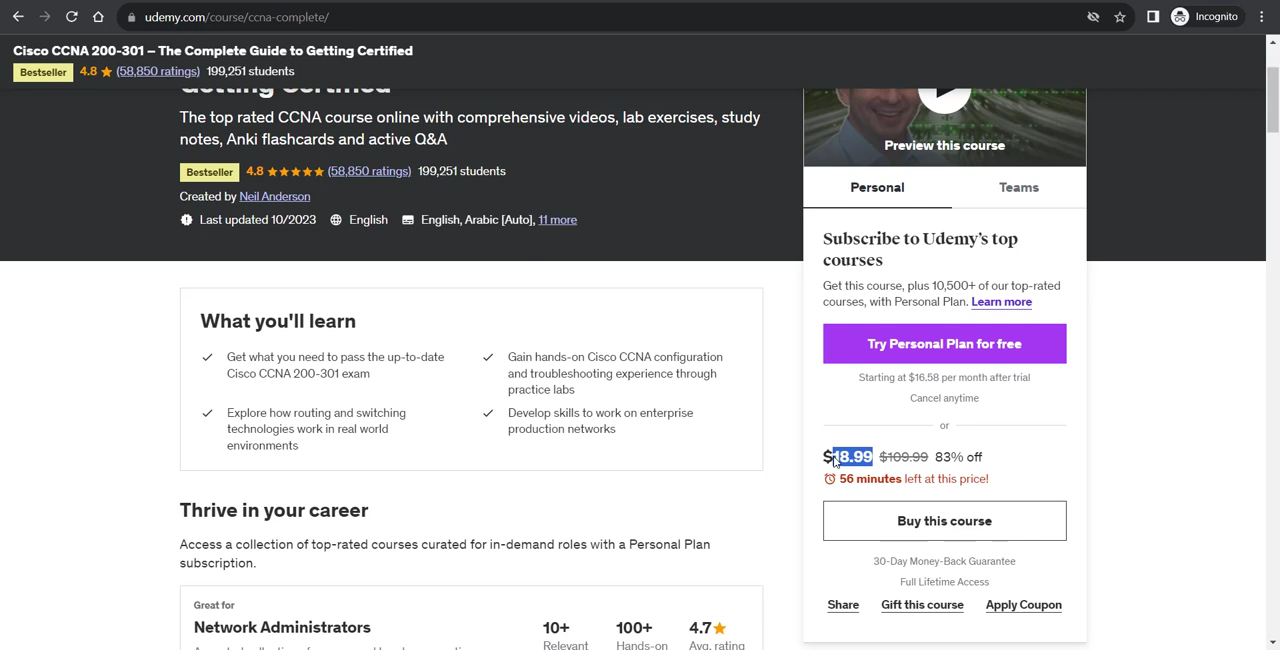 udemy.com/course/ccna-complete/
Incognito
Cisco CCNA 200-301 – The Complete Guide to Getting Certified
Bestseller 4.8 (58,850 ratings) 199,251 students
Getting Certified
The top rated CCNA course online with comprehensive videos, lab exercises, study
notes, Anki flashcards and active Q&A
Bestseller 4.8 (58,850 ratings) 199,251 students
Created by Neil Anderson
Last updated 10/2023 English English, Arabic [Auto], 11 more
Preview this course
Personal Teams
Subscribe to Udemy's top
courses
Get this course, plus 10,500+ of our top-rated
courses, with Personal Plan. Learn more
Try Personal Plan for free
Starting at $16.58 per month after trial
Cancel anytime
or
$18.99 $109.99 83% off
56 minutes left at this price!
Buy this course
30-Day Money-Back Guarantee
Full Lifetime Access
Share Gift this course Apply Coupon
What you'll learn
Get what you need to pass the up-to-date
Cisco CCNA 200-301 exam
Gain hands-on Cisco CCNA configuration
and troubleshooting experience through
practice labs
Explore how routing and switching
technologies work in real world
environments
Develop skills to work on enterprise
production networks
Thrive in your career
Access a collection of top-rated courses curated for in-demand roles with a Personal Plan
subscription.
Great for
Network Administrators
10+ 100+ 4.7
Relevant Hands-on Avg. rating